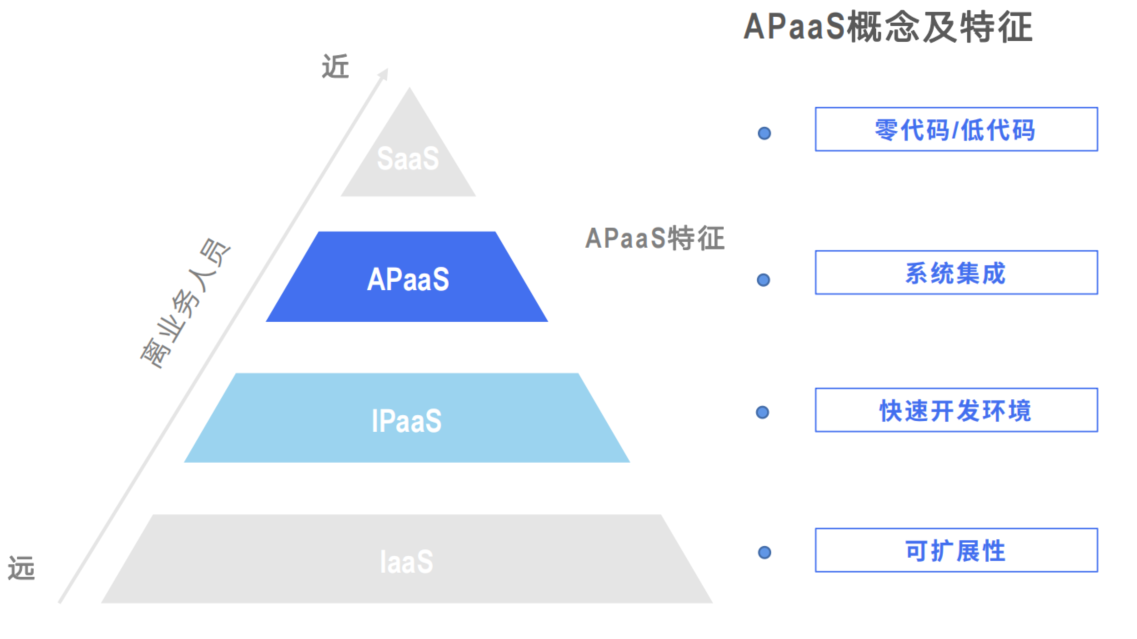 APaaS概念及特征
近
SaaS
零代码/低代码
离业务人员
APaaS
APaaS特征
系统集成
IPaaS
快速开发环境
远
IaaS
可扩展性